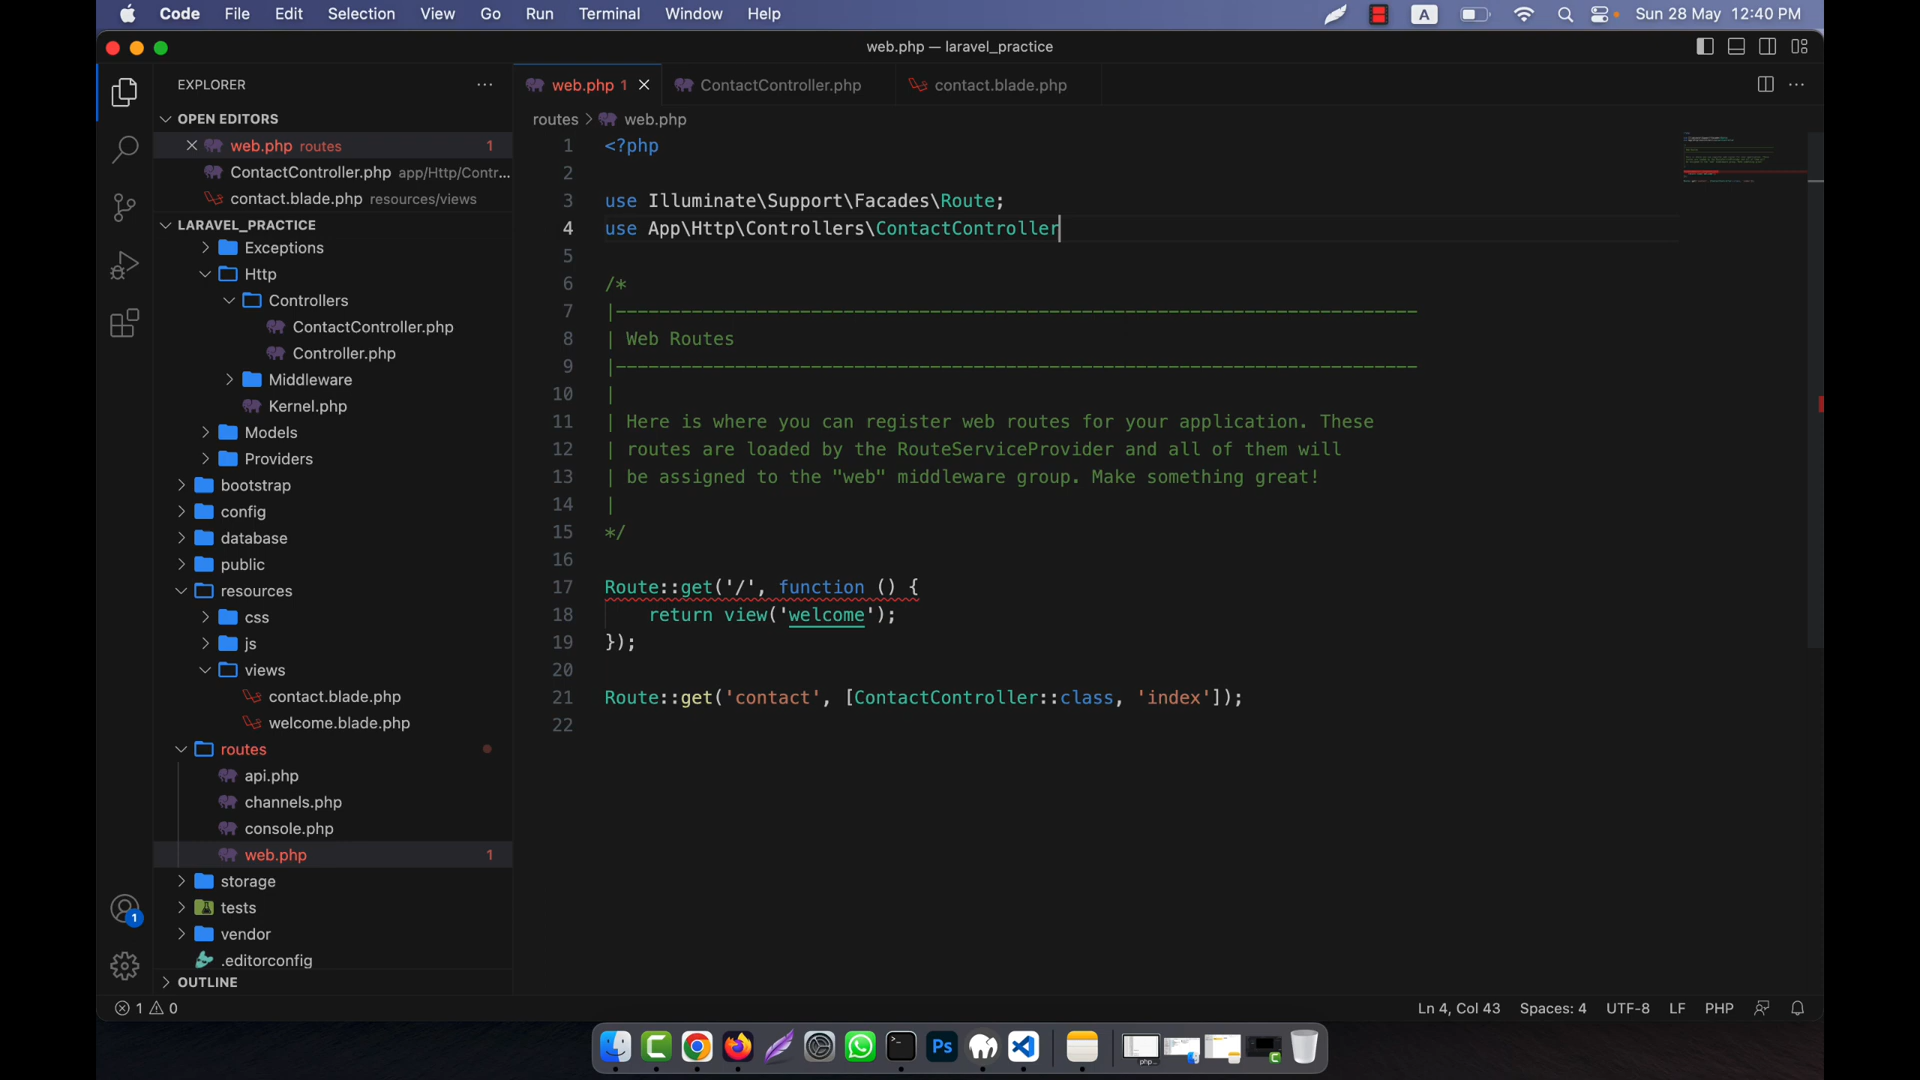 Code File Edit Selection View Go Run Terminal Window Help A Sun 28 May 12:40 PM
web.php — laravel_practice
EXPLORER
OPEN EDITORS
web.php routes 1
ContactController.php app/Http/Contr...
contact.blade.php resources/views
LARAVEL_PRACTICE
Exceptions
Http
Controllers
ContactController.php
Controller.php
Middleware
Kernel.php
Models
Providers
bootstrap
config
database
public
resources
css
js
views
contact.blade.php
welcome.blade.php
routes
api.php
channels.php
console.php
web.php 1
storage
tests
vendor
.editorconfig
OUTLINE
1
web.php 1 ContactController.php contact.blade.php
routes > web.php
1 <?php
2
3 use Illuminate\Support\Facades\Route;
4 use App\Http\Controllers\ContactController
5
6 /*
7 |--------------------------------------------------------------------------
8 | Web Routes
9 |--------------------------------------------------------------------------
10 |
11 | Here is where you can register web routes for your application. These
12 | routes are loaded by the RouteServiceProvider and all of them will
13 | be assigned to the "web" middleware group. Make something great!
14 |
15 */
16
17 Route::get('/', function () {
18     return view('welcome');
19 });
20
21 Route::get('contact', [ContactController::class, 'index']);
22
1 0 Ln 4, Col 43 Spaces: 4 UTF-8 LF PHP
Ps